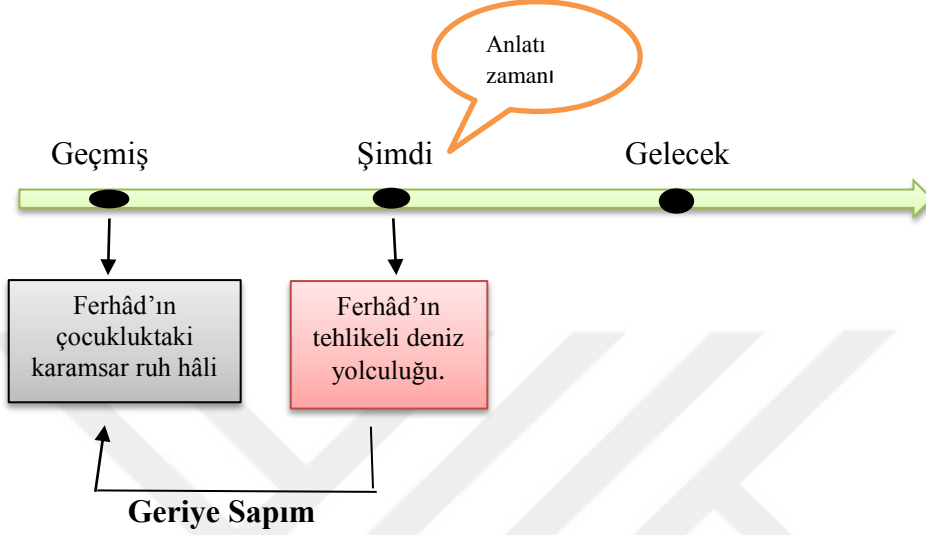 Anlatı
zamanı
Geçmiş
Şimdi
Gelecek
Ferhâd’ın
çocukluktaki
karamsar ruh hâli
Ferhâd’ın
tehlikeli deniz
yolculuğu.
Geriye Sapım